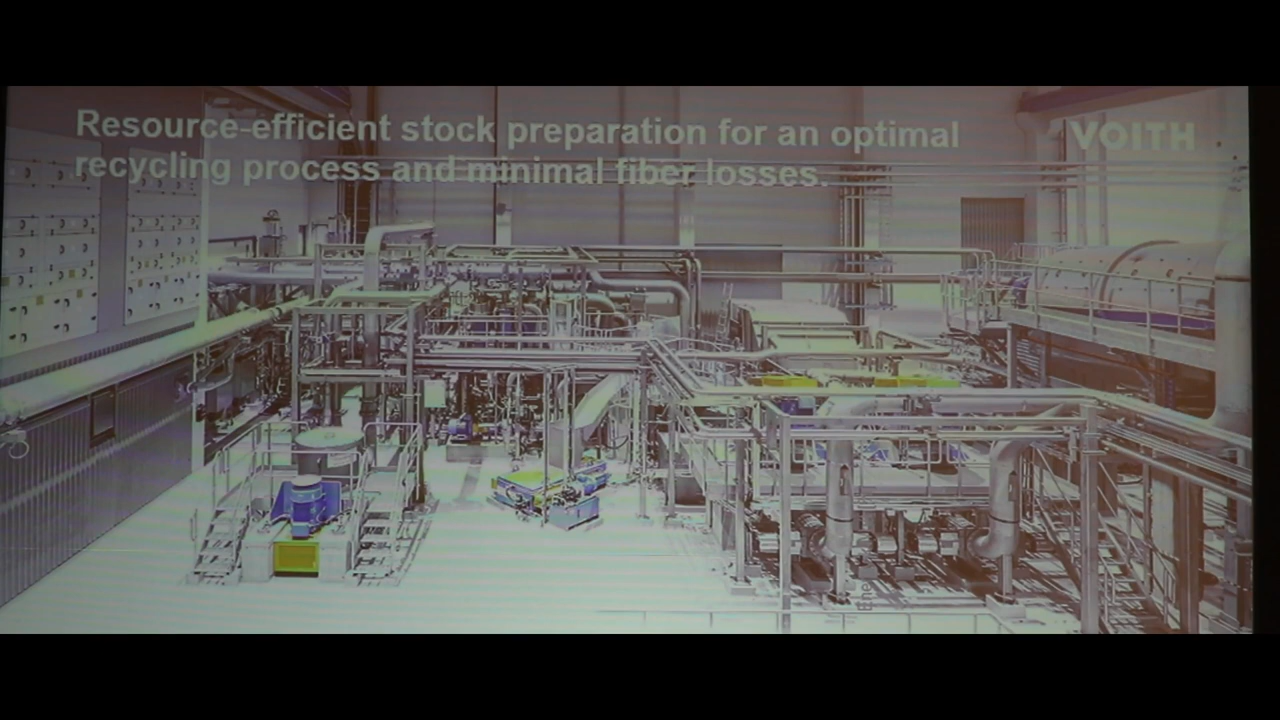 Resource-efficient stock preparation for an optimal
recycling process and minimal fiber losses.
VOITH